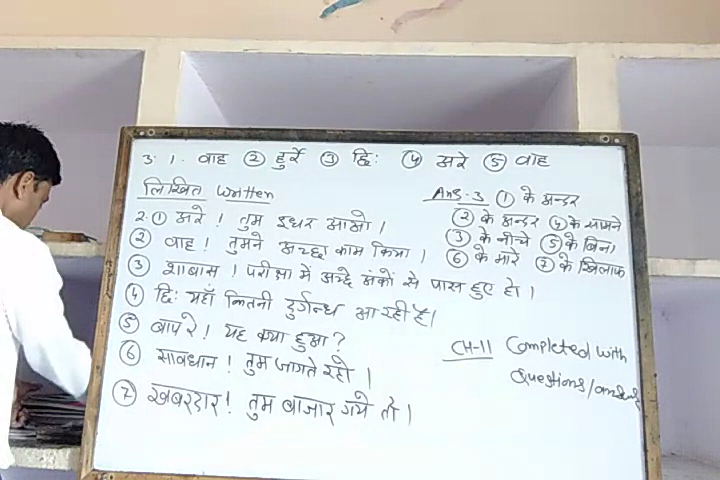 3. 1. वाह ② हुर्रे ③ छिः ④ अरे ⑤ वाह
लिखित Written
2. ① अरे ! तुम इधर आओ ।
② वाह ! तुमने अच्छा काम किया ।
③ शाबास । परीक्षा में अच्छे अंकों से पास हुए हो ।
④ छिः यहाँ कितनी दुर्गन्ध आ रही है।
⑤ बापरे ! यह क्या हुआ ?
⑥ सावधान ! तुम जागते रहो ।
⑦ खबरदार ! तुम बाजार गये तो ।
Ans. 3 ① के अन्दर
② के अन्दर ④ के सामने
③ के नीचे ⑤ के बिना
⑥ के मारे ⑦ के खिलाफ
CH-11 Completed with
Questions/